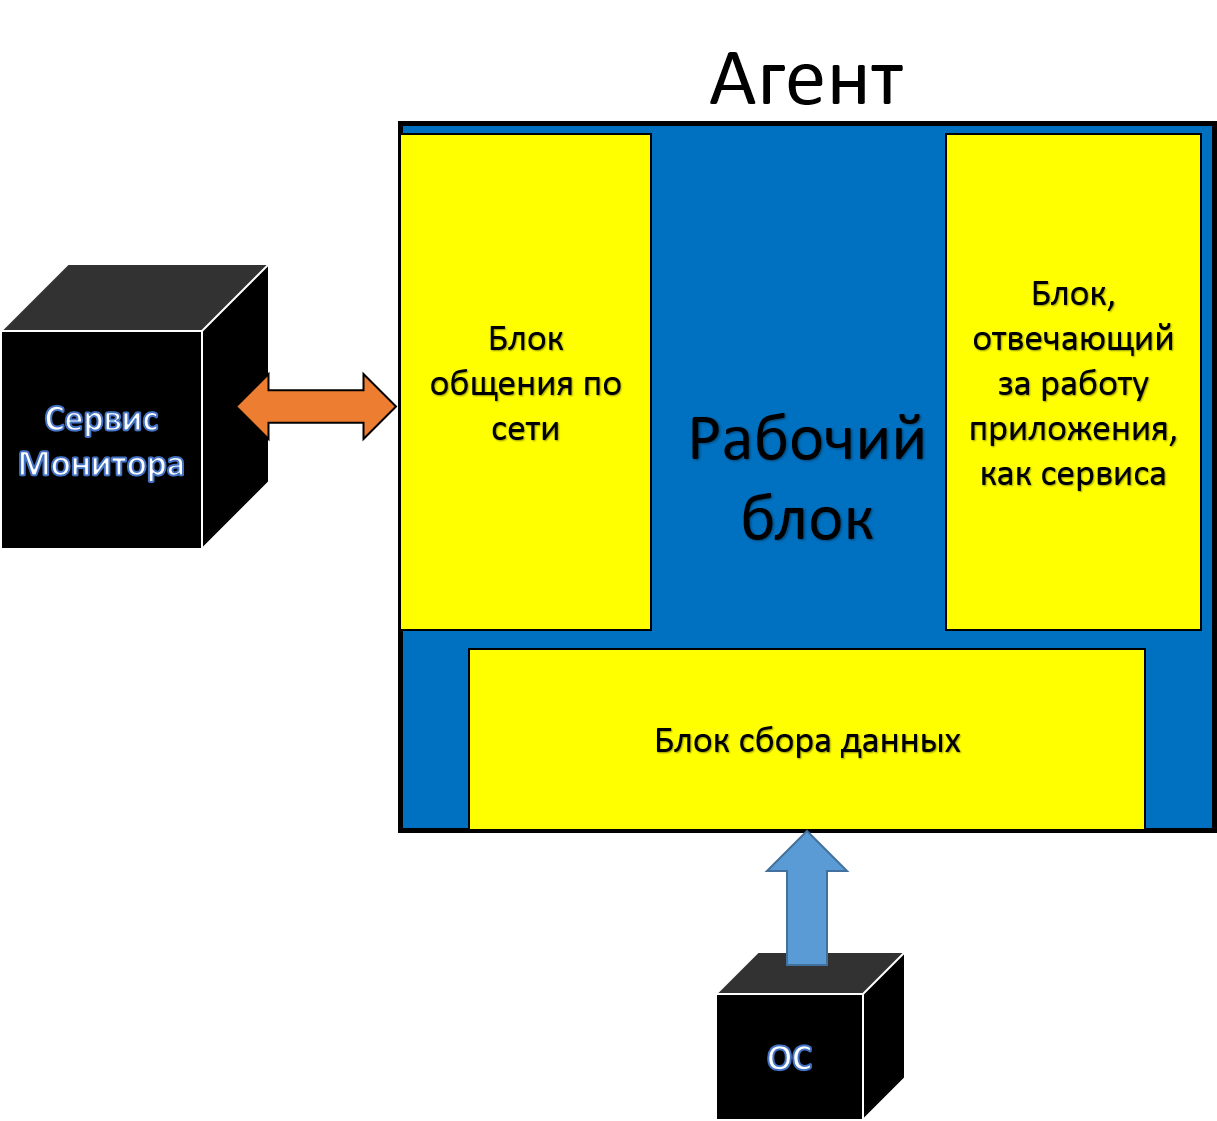 Агент
Блок
общения по
сети
Рабочий
блок
Блок,
отвечающий
за работу
приложения,
как сервиса
Сервис
Монитора
Блок сбора данных
ОС